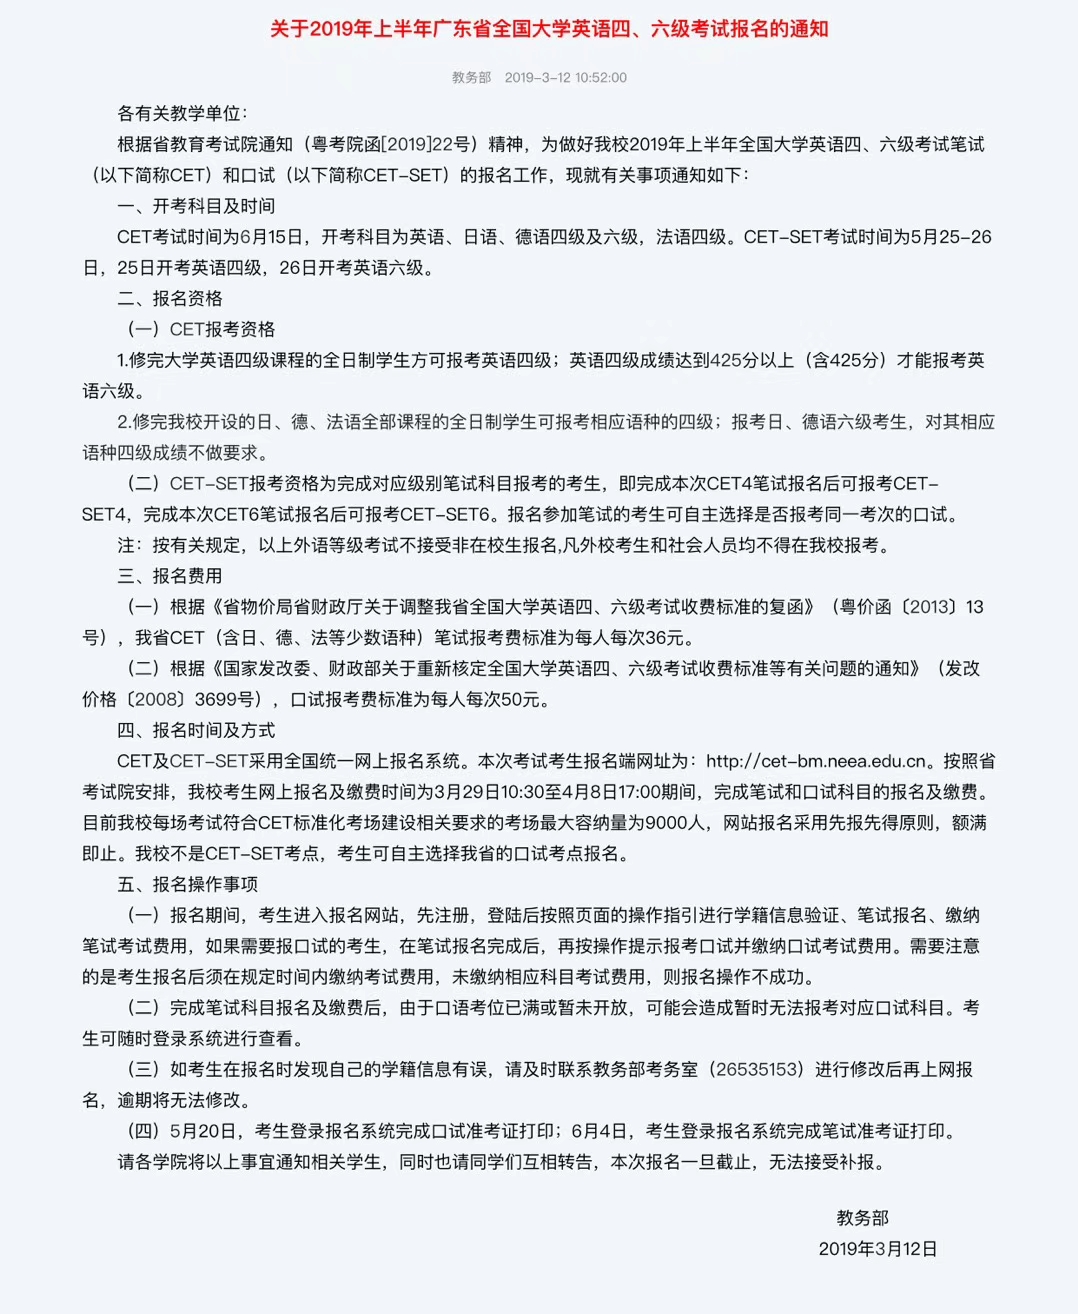 关于2019年上半年广东省全国大学英语四、六级考试报名的通知
教务部 2019-3-12 10:52:00
各有关教学单位：
根据省教育考试院通知（粤考院函[2019]22号）精神，为做好我校2019年上半年全国大学英语四、六级考试笔试
（以下简称CET）和口试（以下简称CET-SET）的报名工作，现就有关事项通知如下：
一、开考科目及时间
CET考试时间为6月15日，开考科目为英语、日语、德语四级及六级，法语四级。CET-SET考试时间为5月25-26
日，25日开考英语四级，26日开考英语六级。
二、报名资格
（一）CET报考资格
1.修完大学英语四级课程的全日制学生方可报考英语四级；英语四级成绩达到425分以上（含425分）才能报考英
语六级。
2.修完我校开设的日、德、法语全部课程的全日制学生可报考相应语种的四级；报考日、德语六级考生，对其相应
语种四级成绩不做要求。
（二）CET-SET报考资格为完成对应级别笔试科目报考的考生，即完成本次CET4笔试报名后可报考CET-
SET4，完成本次CET6笔试报名后可报考CET-SET6。报名参加笔试的考生可自主选择是否报考同一考次的口试。
注：按有关规定，以上外语等级考试不接受非在校生报名,凡外校考生和社会人员均不得在我校报考。
三、报名费用
（一）根据《省物价局省财政厅关于调整我省全国大学英语四、六级考试收费标准的复函》（粤价函〔2013〕13
号），我省CET（含日、德、法等少数语种）笔试报考费标准为每人每次36元。
（二）根据《国家发改委、财政部关于重新核定全国大学英语四、六级考试收费标准等有关问题的通知》（发改
价格〔2008〕3699号），口试报考费标准为每人每次50元。
四、报名时间及方式
CET及CET-SET采用全国统一网上报名系统。本次考试考生报名端网址为：http://cet-bm.neea.edu.cn。按照省
考试院安排，我校考生网上报名及缴费时间为3月29日10:30至4月8日17:00期间，完成笔试和口试科目的报名及缴费。
目前我校每场考试符合CET标准化考场建设相关要求的考场最大容纳量为9000人，网站报名采用先报先得原则，额满
即止。我校不是CET-SET考点，考生可自主选择我省的口试考点报名。
五、报名操作事项
（一）报名期间，考生进入报名网站，先注册，登陆后按照页面的操作指引进行学籍信息验证、笔试报名、缴纳
笔试考试费用，如果需要报口试的考生，在笔试报名完成后，再按操作提示报考口试并缴纳口试考试费用。需要注意
的是考生报名后须在规定时间内缴纳考试费用，未缴纳相应科目考试费用，则报名操作不成功。
（二）完成笔试科目报名及缴费后，由于口语考位已满或暂未开放，可能会造成暂时无法报考对应口试科目。考
生可随时登录系统进行查看。
（三）如考生在报名时发现自己的学籍信息有误，请及时联系教务部考务室（26535153）进行修改后再上网报
名，逾期将无法修改。
（四）5月20日，考生登录报名系统完成口试准考证打印；6月4日，考生登录报名系统完成笔试准考证打印。
请各学院将以上事宜通知相关学生，同时也请同学们互相转告，本次报名一旦截止，无法接受补报。
教务部
2019年3月12日